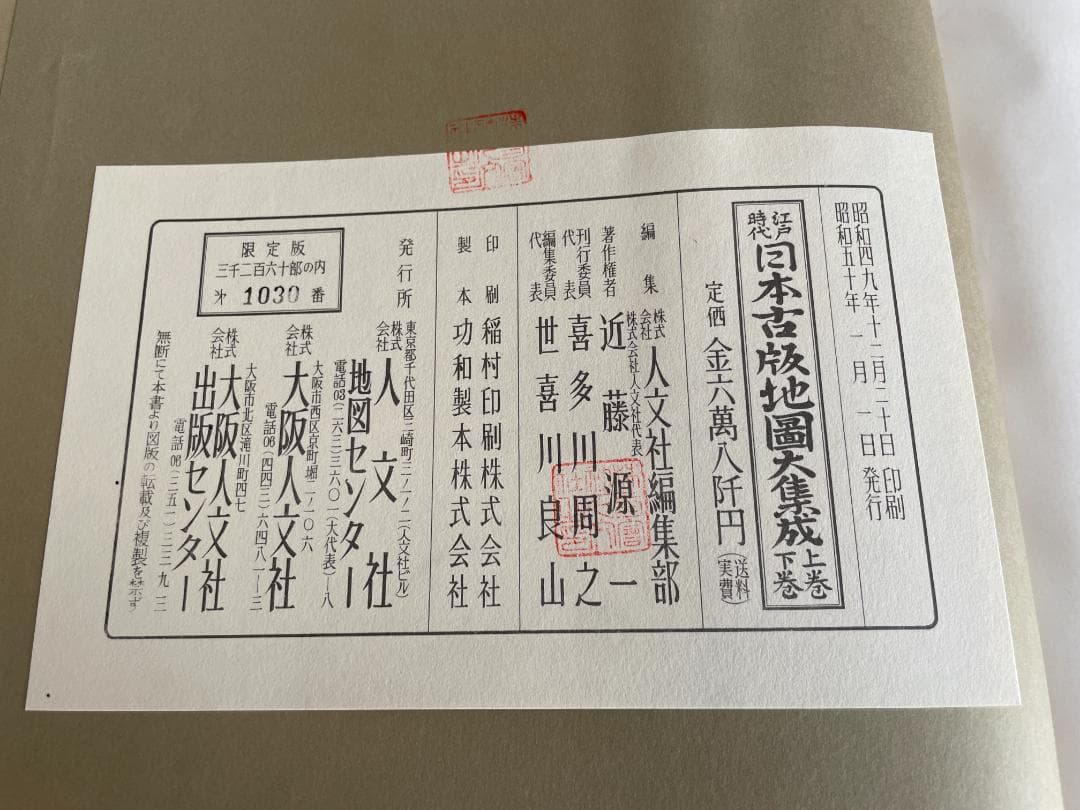 昭和四九年十二月二十日 印刷
昭和五十年 一月 一日 発行
江戸時代 日本古版地圖大集成 上巻 下巻
定価 金六萬八仟円 (送料実費)
編集 株式会社 人文社編集部
著作権者 株式会社人文社代表 近藤源一
刊行委員代表 喜多川周之
編集委員代表 世喜川良山
印刷 稲村印刷株式会社
製本 功和製本株式会社
発行所 株式会社 人文社
東京都千代田区三崎町三ノ一ノ二(人文社ビル)
地図センター
電話03(二六三)三六〇一(大代表)ー八
株式会社 大阪人文社
大阪市西区京町堀一ノ一〇六
電話06(四四三)六四八一ー三
株式会社 大阪人文社
出版センター
大阪市北区滝川町四七
電話06(三五一)三三九三
無断にて本書より図版の転載及び複製を禁ず
限定版
三千二百六十部の内
第 1030 番